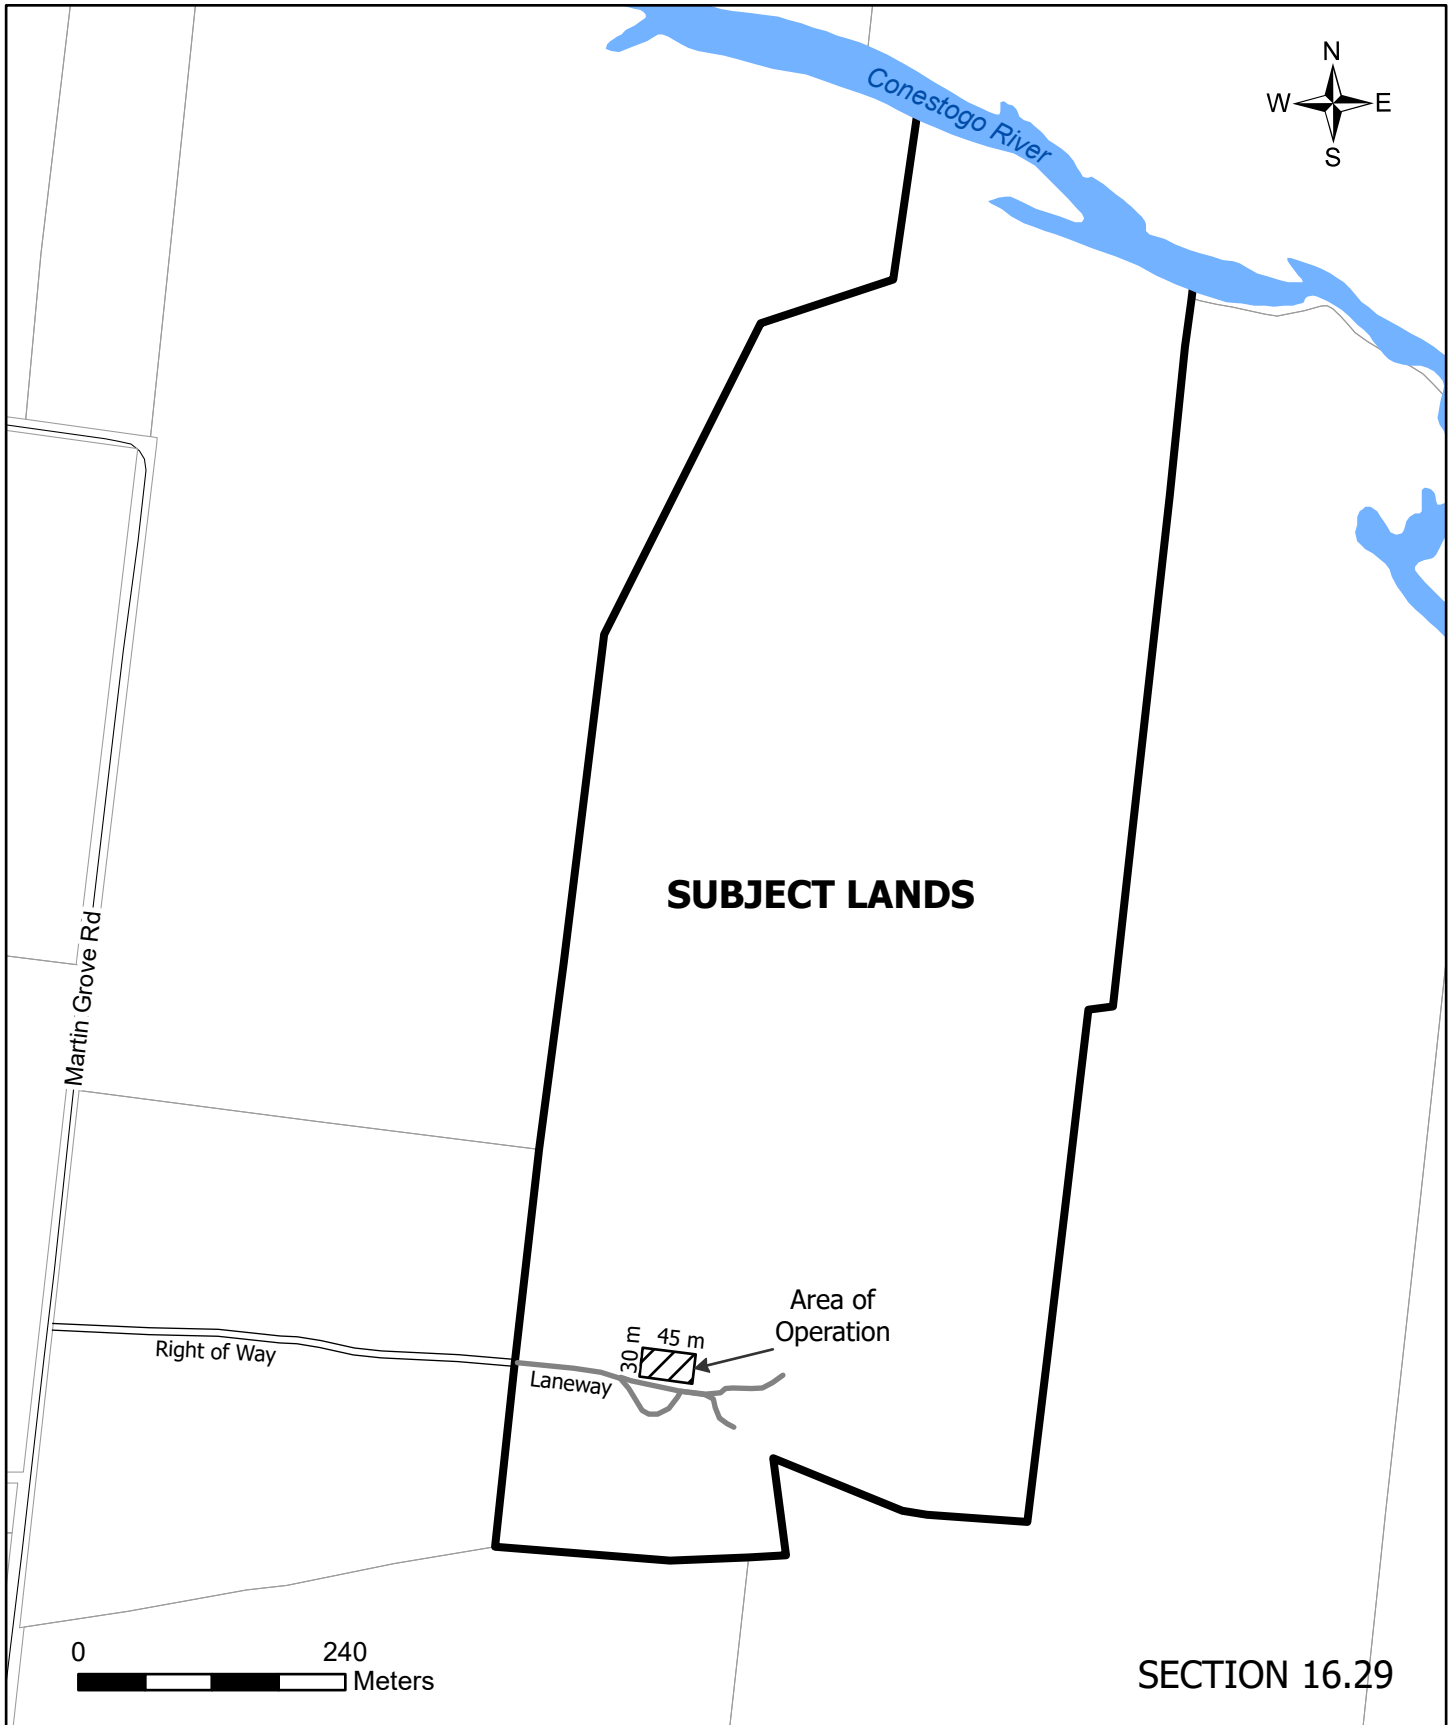 N
W E
S
Conestogo River
SUBJECT LANDS
Martin Grove Rd
Area of
Operation
45 m
30 m
Right of Way
Laneway
0 240
Meters
SECTION 16.29